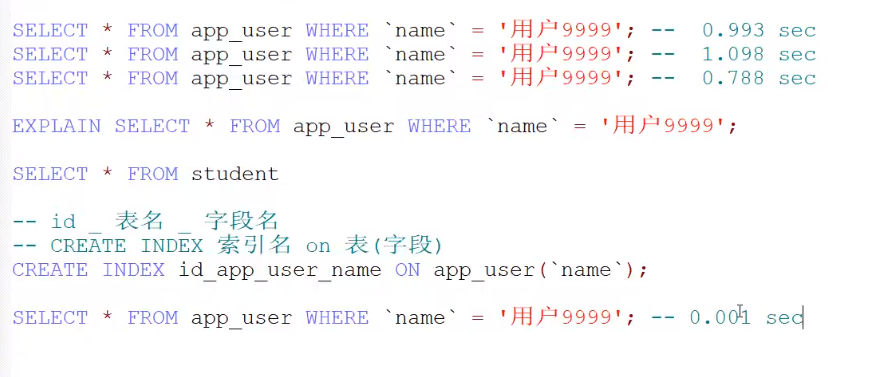 SELECT * FROM app_user WHERE `name` = '用户9999'; -- 0.993 sec
SELECT * FROM app_user WHERE `name` = '用户9999'; -- 1.098 sec
SELECT * FROM app_user WHERE `name` = '用户9999'; -- 0.788 sec
EXPLAIN SELECT * FROM app_user WHERE `name` = '用户9999';
SELECT * FROM student
-- id _ 表名 _ 字段名
-- CREATE INDEX 索引名 on 表(字段)
CREATE INDEX id_app_user_name ON app_user(`name`);
SELECT * FROM app_user WHERE `name` = '用户9999'; -- 0.001 sec